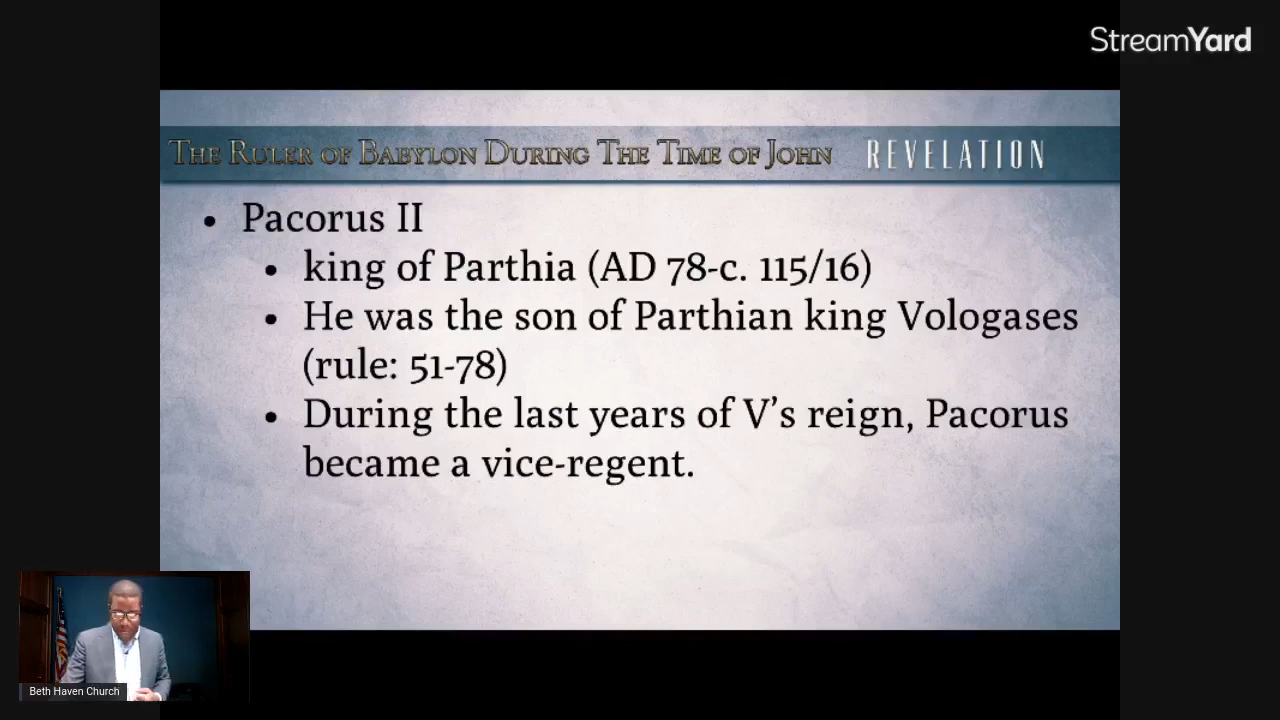 StreamYard
THE RULER OF BABYLON DURING THE TIME OF JOHN REVELATION
• Pacorus II
• king of Parthia (AD 78-c. 115/16)
• He was the son of Parthian king Vologases
(rule: 51-78)
• During the last years of V's reign, Pacorus
became a vice-regent.
Beth Haven Church